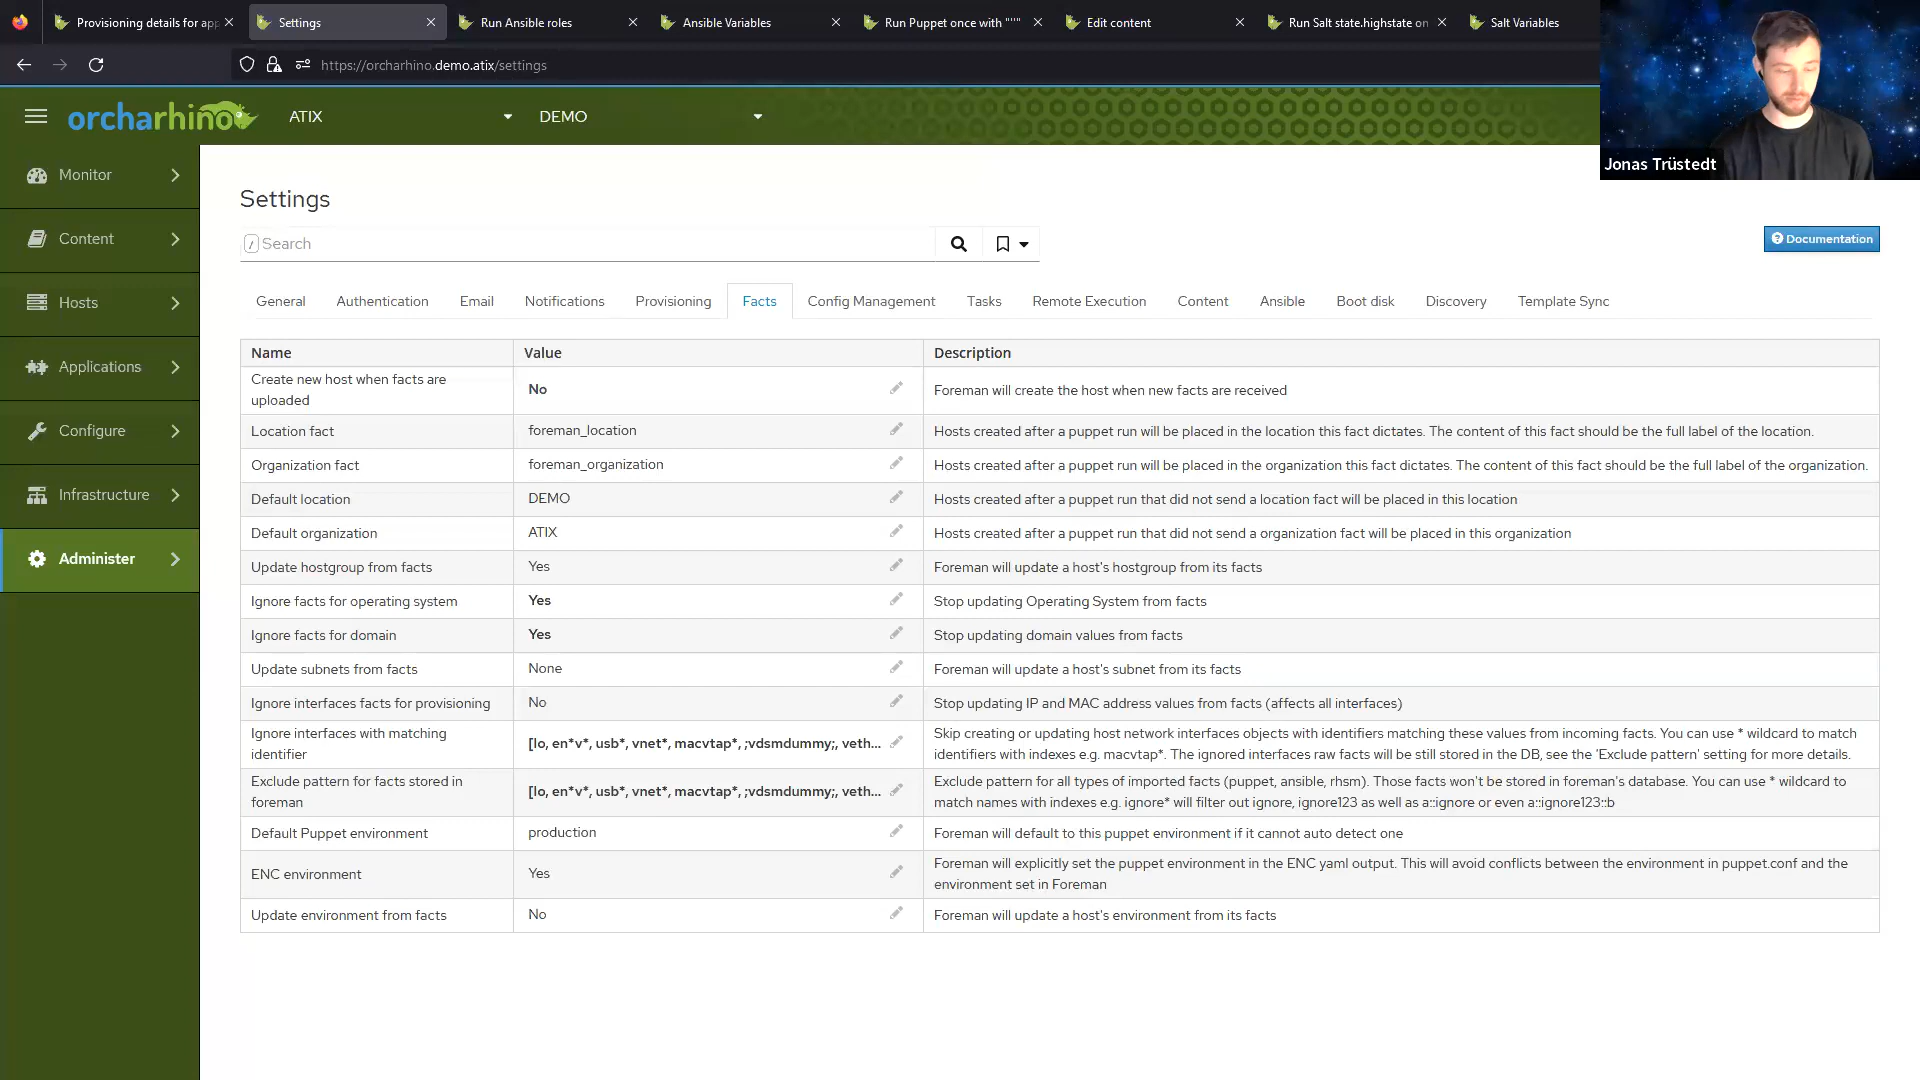 Provisioning details for app
Settings
Run Ansible roles
Ansible Variables
Run Puppet once with """
Edit content
Run Salt state.highstate on
Salt Variables
https://orcharhino.demo.atix/settings
orcharhino
ATIX
DEMO
Jonas Trüstedt
Monitor
Content
Hosts
Applications
Configure
Infrastructure
Administer
Settings
/ Search
Documentation
General Authentication Email Notifications Provisioning Facts Config Management Tasks Remote Execution Content Ansible Boot disk Discovery Template Sync
Name Value Description
Create new host when facts are
uploaded
No
Foreman will create the host when new facts are received
Location fact foreman_location Hosts created after a puppet run will be placed in the location this fact dictates. The content of this fact should be the full label of the location.
Organization fact foreman_organization Hosts created after a puppet run will be placed in the organization this fact dictates. The content of this fact should be the full label of the organization.
Default location DEMO Hosts created after a puppet run that did not send a location fact will be placed in this location
Default organization ATIX Hosts created after a puppet run that did not send a organization fact will be placed in this organization
Update hostgroup from facts Yes Foreman will update a host's hostgroup from its facts
Ignore facts for operating system Yes Stop updating Operating System from facts
Ignore facts for domain Yes Stop updating domain values from facts
Update subnets from facts None Foreman will update a host's subnet from its facts
Ignore interfaces facts for provisioning No Stop updating IP and MAC address values from facts (affects all interfaces)
Ignore interfaces with matching
identifier
[lo, en*v*, usb*, vnet*, macvtap*, ;vdsmdummy;, veth...
Skip creating or updating host network interfaces objects with identifiers matching these values from incoming facts. You can use * wildcard to match
identifiers with indexes e.g. macvtap*. The ignored interfaces raw facts will be still stored in the DB, see the 'Exclude pattern' setting for more details.
Exclude pattern for facts stored in
foreman
[lo, en*v*, usb*, vnet*, macvtap*, ;vdsmdummy;, veth...
Exclude pattern for all types of imported facts (puppet, ansible, rhsm). Those facts won't be stored in foreman's database. You can use * wildcard to
match names with indexes e.g. ignore* will filter out ignore, ignore123 as well as a::ignore or even a::ignore123::b
Default Puppet environment production Foreman will default to this puppet environment if it cannot auto detect one
ENC environment Yes
Foreman will explicitly set the puppet environment in the ENC yaml output. This will avoid conflicts between the environment in puppet.conf and the
environment set in Foreman
Update environment from facts No Foreman will update a host's environment from its facts